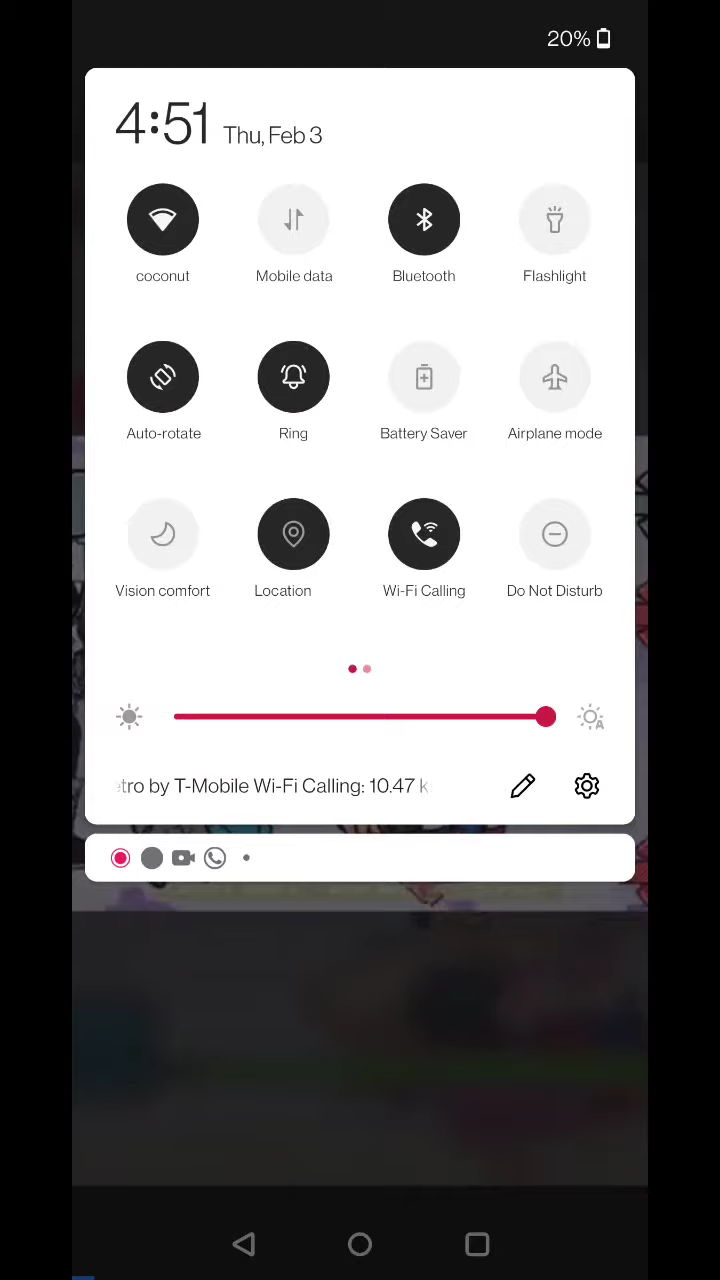 20%
4:51 Thu, Feb 3
coconut Mobile data Bluetooth Flashlight
Auto-rotate Ring Battery Saver Airplane mode
Vision comfort Location Wi-Fi Calling Do Not Disturb
A
etro by T-Mobile Wi-Fi Calling: 10.47 k